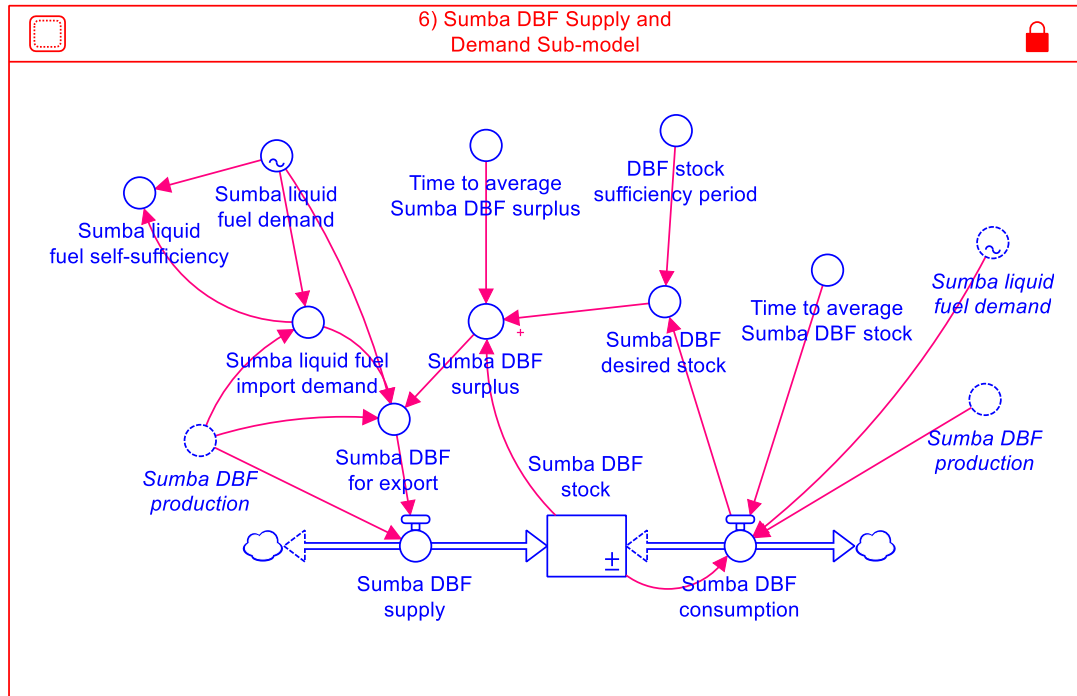 6) Sumba DBF Supply and
Demand Sub-model
Sumba liquid
fuel demand
Sumba liquid
fuel self-sufficiency
Time to average
Sumba DBF surplus
DBF stock
sufficiency period
Sumba liquid
fuel demand
Time to average
Sumba DBF stock
Sumba liquid fuel
import demand
Sumba DBF
surplus
Sumba DBF
desired stock
Sumba DBF
production
Sumba DBF
for export
Sumba DBF
stock
Sumba DBF
production
Sumba DBF
supply
Sumba DBF
consumption